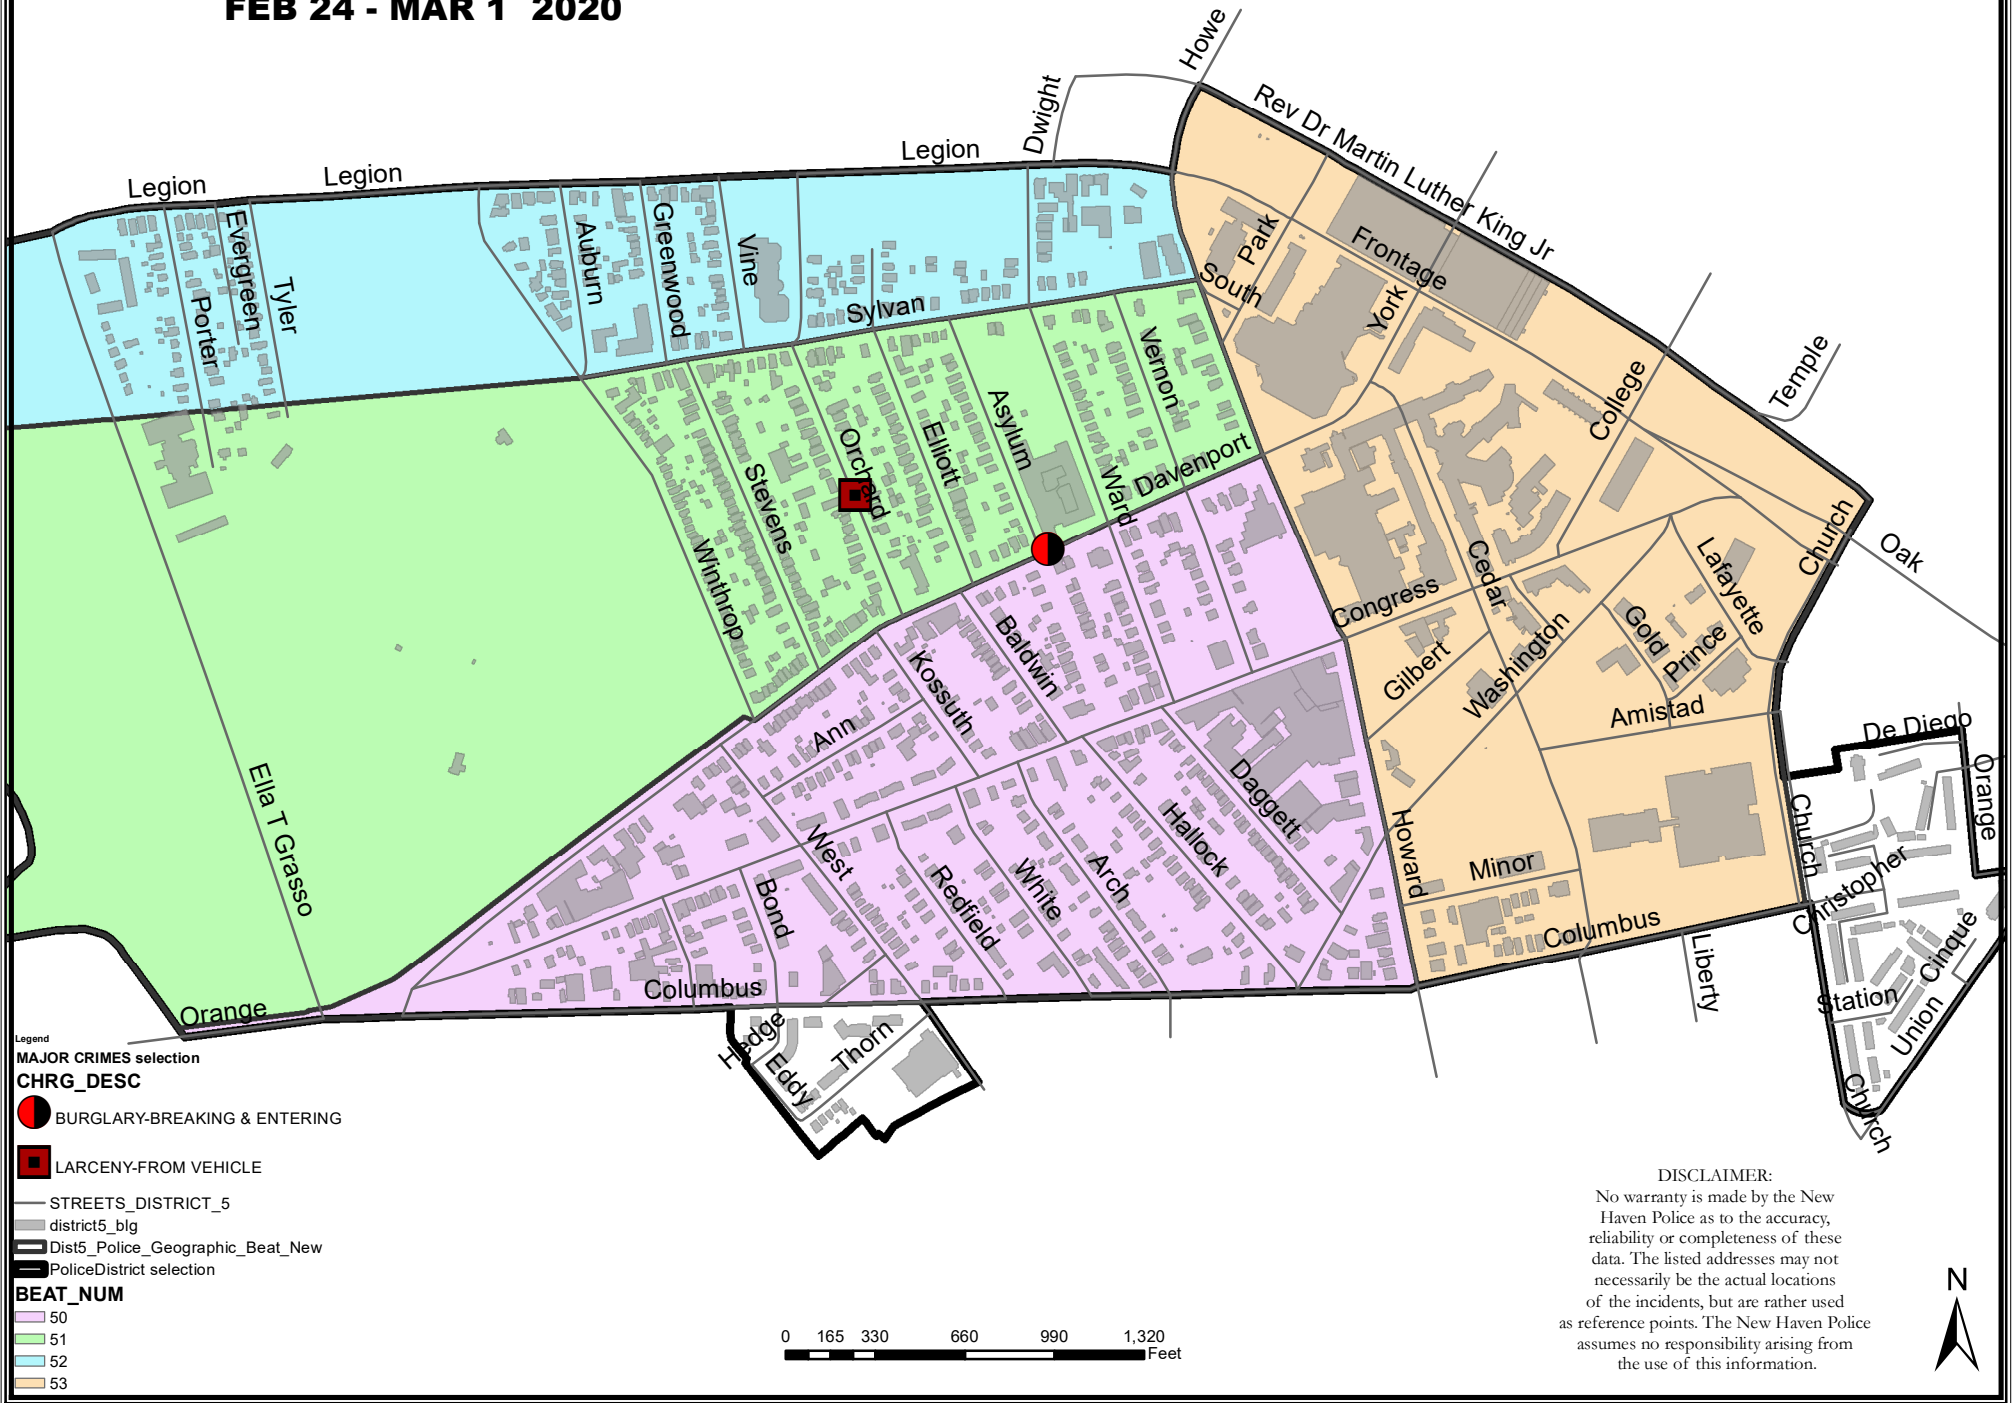 FEB 24 - MAR 1 2020
Howe
Rev Dr Martin Luther King Jr
Dwight
Legion
Legion
Legion
Evergreen
Porter
Tyler
Auburn
Greenwood
Vine
Sylvan
Park
South
Frontage
York
College
Temple
Vernon
Asylum
Elliott
Orchard
Stevens
Winthrop
Ward
Davenport
Church
Oak
Cedar
Congress
Lafayette
Gold
Prince
Washington
Gilbert
Amistad
Baldwin
Kossuth
Ann
De Diego
Orange
Ella T Grasso
Daggett
Hallock
Howard
Arch
White
Redfield
West
Bond
Minor
Columbus
Church
Christopher
Cinque
Station
Union
Liberty
Church
Columbus
Orange
Hedge
Eddy
Thorn
Legend
MAJOR CRIMES selection
CHRG_DESC
BURGLARY-BREAKING & ENTERING
LARCENY-FROM VEHICLE
STREETS_DISTRICT_5
district5_blg
Dist5_Police_Geographic_Beat_New
PoliceDistrict selection
BEAT_NUM
50
51
52
53
0 165 330 660 990 1,320
Feet
DISCLAIMER:
No warranty is made by the New
Haven Police as to the accuracy,
reliability or completeness of these
data. The listed addresses may not
necessarily be the actual locations
of the incidents, but are rather used
as reference points. The New Haven Police
assumes no responsibility arising from
the use of this information.
N